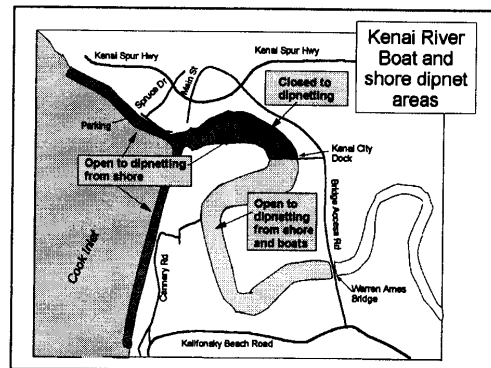 Kenai River
Boat and
shore dipnet
areas
Kenai Spur Hwy
Kenai Spur Hwy
Spruce Dr
Main St
Closed to
dipnetting
Parking
Kenai City
Dock
Open to dipnetting
from shore
Bridge Access Rd
Open to
dipnetting
from shore
and boats
Cook Inlet
Cannery Rd
Warren Ames
Bridge
Kalifonsky Beach Road